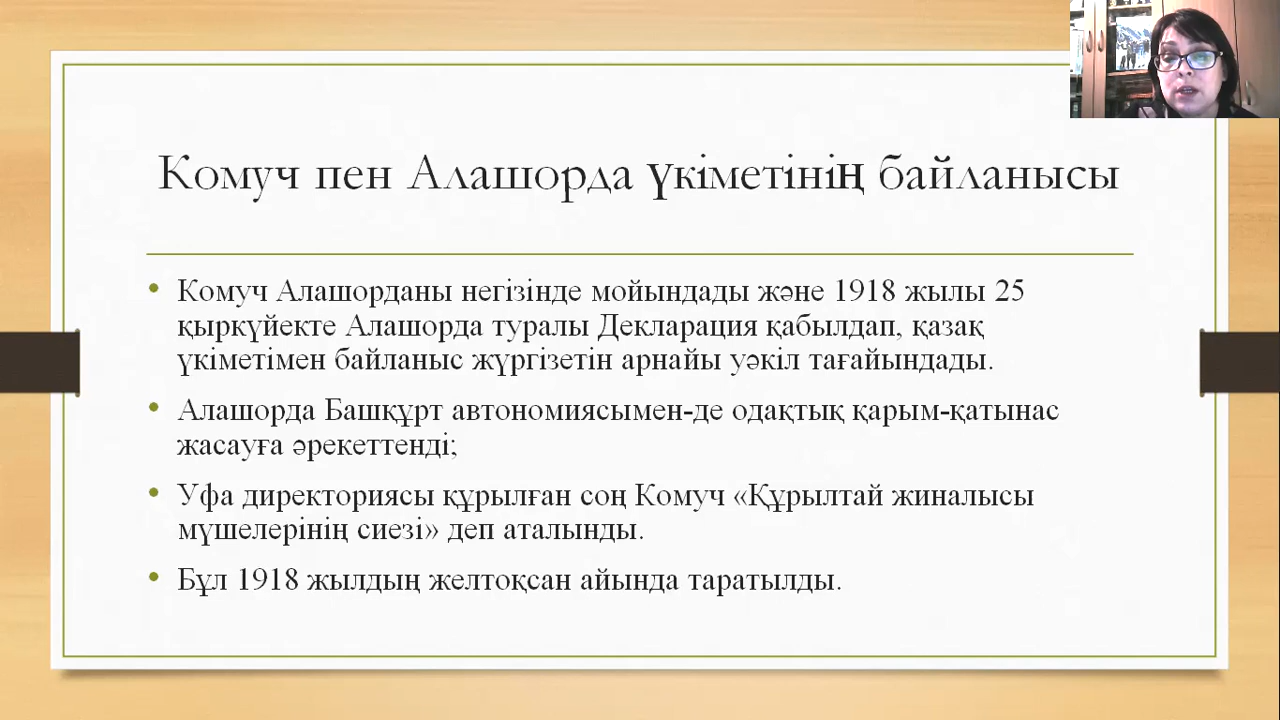 Комуч пен Алашорда үкіметінің байланысы
• Комуч Алашорданы негізінде мойындады және 1918 жылы 25
қыркүйекте Алашорда туралы Декларация қабылдап, қазақ
үкіметімен байланыс жүргізетін арнайы уәкіл тағайындады.
• Алашорда Башқұрт автономиясымен-де одақтық қарым-қатынас
жасауға әрекеттенді;
• Уфа директориясы құрылған соң Комуч «Құрылтай жиналысы
мүшелерінің сиезі» деп аталынды.
• Бұл 1918 жылдың желтоқсан айында таратылды.